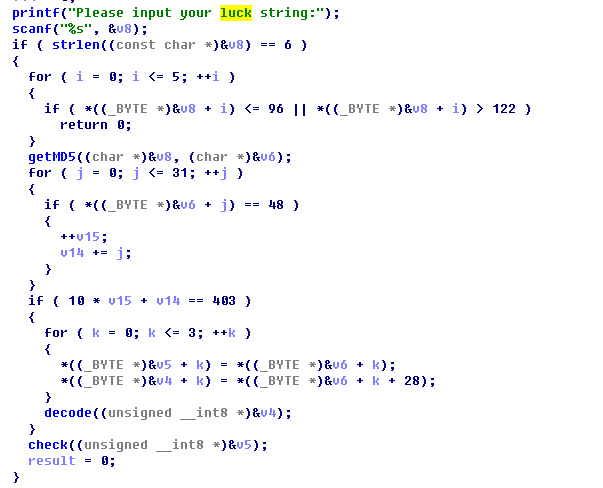 printf("Please input your luck string:");
scanf("%s", &v8);
if ( strlen((const char *)&v8) == 6 )
{
for ( i = 0; i <= 5; ++i )
{
if ( *((_BYTE *)&v8 + i) <= 96 || *((_BYTE *)&v8 + i) > 122 )
return 0;
}
getMD5((char *)&v8, (char *)&v6);
for ( j = 0; j <= 31; ++j )
{
if ( *((_BYTE *)&v6 + j) == 48 )
{
++v15;
v14 += j;
}
}
if ( 10 * v15 + v14 == 403 )
{
for ( k = 0; k <= 3; ++k )
{
*((_BYTE *)&v5 + k) = *((_BYTE *)&v6 + k);
*((_BYTE *)&v4 + k) = *((_BYTE *)&v6 + k + 28);
}
decode((unsigned __int8 *)&v4);
}
check((unsigned __int8 *)&v5);
result = 0;
}